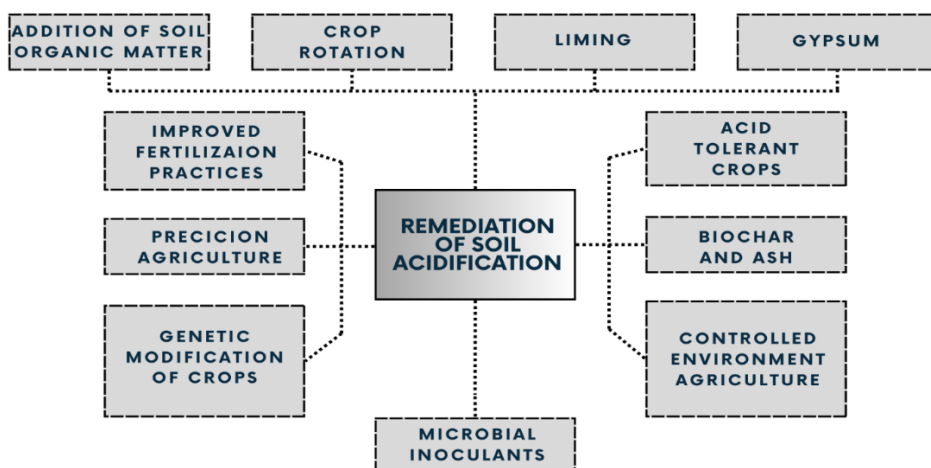 ADDITION OF SOIL
ORGANIC MATTER
CROP
ROTATION
LIMING
GYPSUM
IMPROVED
FERTILIZAION
PRACTICES
ACID
TOLERANT
CROPS
REMEDIATION
OF SOIL
ACIDIFICATION
PRECICION
AGRICULTURE
BIOCHAR
AND ASH
GENETIC
MODIFICATION
OF CROPS
CONTROLLED
ENVIRONMENT
AGRICULTURE
MICROBIAL
INOCULANTS